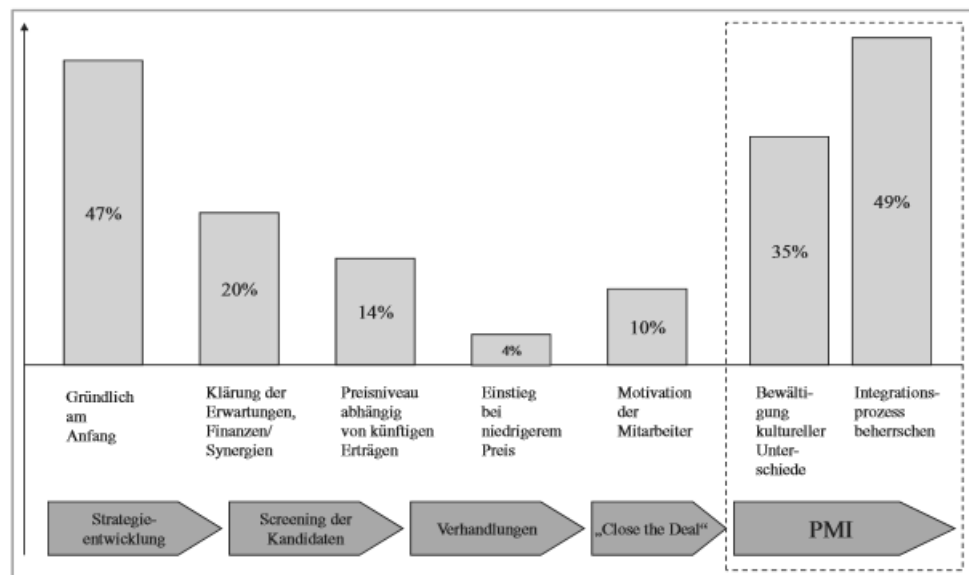 47%
20%
14%
4%
10%
35%
49%
Gründlich
am
Anfang
Klärung der
Erwartungen,
Finanzen/
Synergien
Preisniveau
abhängig
von künftigen
Erträgen
Einstieg
bei
niedrigerem
Preis
Motivation
der
Mitarbeiter
Bewälti-
gung
kultureller
Unter-
schiede
Integrations-
prozess
beherrschen
Strategie-
entwicklung
Screening der
Kandidaten
Verhandlungen
„Close the Deal“
PMI